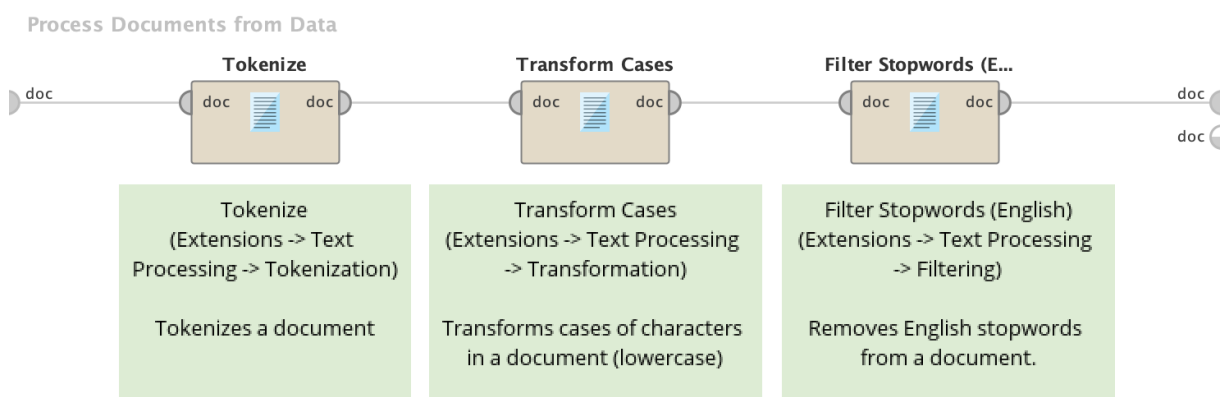 Process Documents from Data
Tokenize
Transform Cases
Filter Stopwords (E...
doc
doc
doc
doc
doc
doc
doc
doc
doc
Tokenize
(Extensions -> Text
Processing -> Tokenization)
Tokenizes a document
Transform Cases
(Extensions -> Text Processing
-> Transformation)
Transforms cases of characters
in a document (lowercase)
Filter Stopwords (English)
(Extensions -> Text Processing
-> Filtering)
Removes English stopwords
from a document.